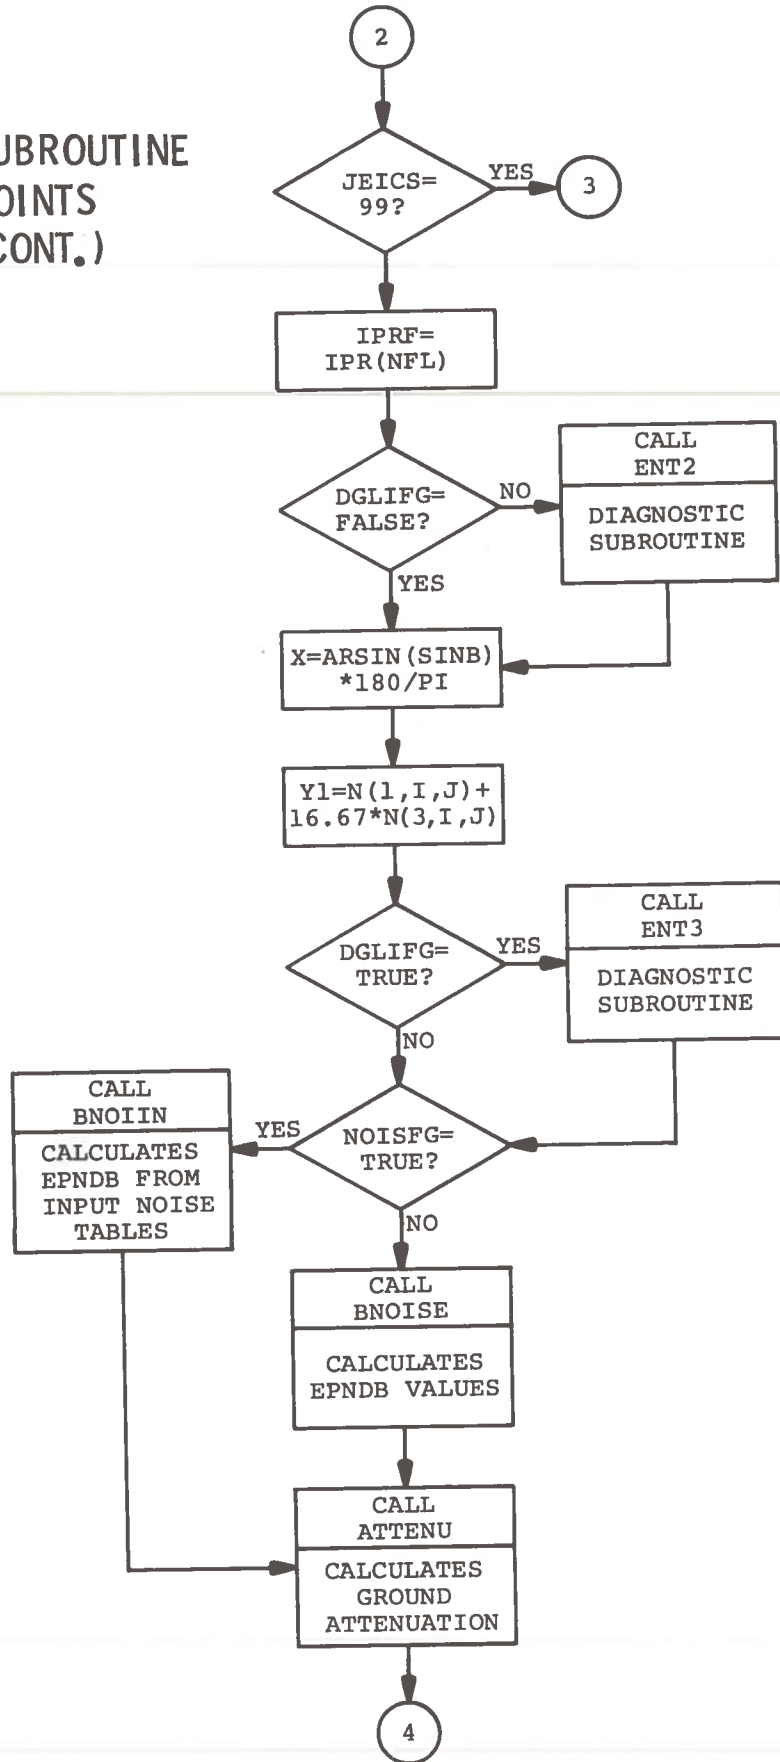 2
UBROUTINE
OINTS
CONT.)
JEICS=
99?
YES
3
IPRF=
IPR(NFL)
DGLIFG=
FALSE?
NO
CALL
ENT2
DIAGNOSTIC
SUBROUTINE
YES
X=ARSIN(SINB)
*180/PI
Y1=N(1,I,J)+
16.67*N(3,I,J)
DGLIFG=
TRUE?
YES
CALL
ENT3
DIAGNOSTIC
SUBROUTINE
NO
NOISFG=
TRUE?
YES
CALL
BNOIIN
CALCULATES
EPNDB FROM
INPUT NOISE
TABLES
NO
CALL
BNOISE
CALCULATES
EPNDB VALUES
CALL
ATTENU
CALCULATES
GROUND
ATTENUATION
4